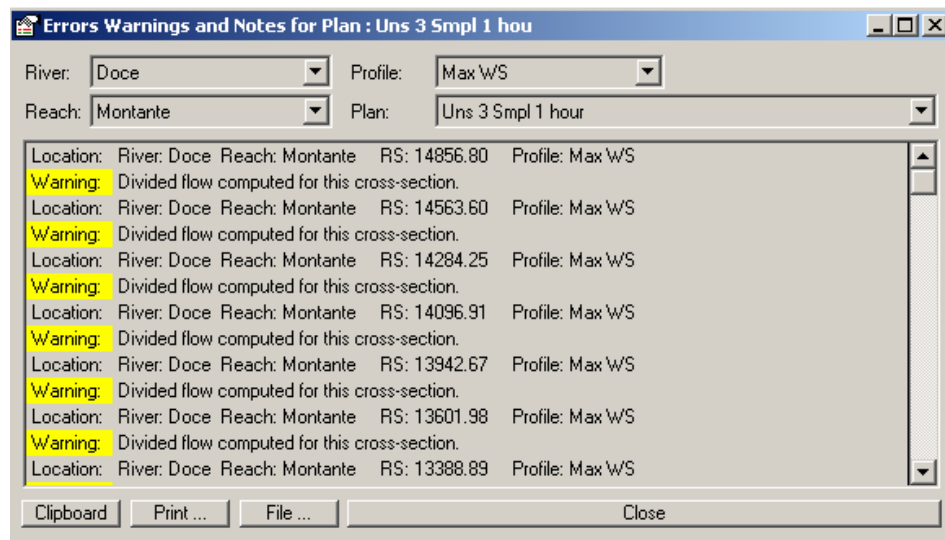 Errors Warnings and Notes for Plan : Uns 3 Smpl 1 hou
River: Doce Profile: Max WS
Reach: Montante Plan: Uns 3 Smpl 1 hour
Location: River: Doce Reach: Montante RS: 14856.80 Profile: Max WS
Warning: Divided flow computed for this cross-section.
Location: River: Doce Reach: Montante RS: 14563.60 Profile: Max WS
Warning: Divided flow computed for this cross-section.
Location: River: Doce Reach: Montante RS: 14284.25 Profile: Max WS
Warning: Divided flow computed for this cross-section.
Location: River: Doce Reach: Montante RS: 14096.91 Profile: Max WS
Warning: Divided flow computed for this cross-section.
Location: River: Doce Reach: Montante RS: 13942.67 Profile: Max WS
Warning: Divided flow computed for this cross-section.
Location: River: Doce Reach: Montante RS: 13601.98 Profile: Max WS
Warning: Divided flow computed for this cross-section.
Location: River: Doce Reach: Montante RS: 13388.89 Profile: Max WS
Clipboard Print ... File ... Close